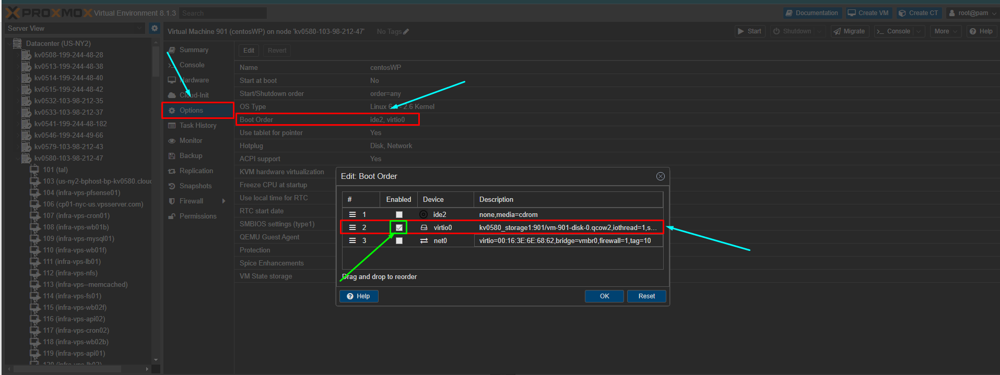 PROXMOX Virtual Environment 8.1.3 Search
Documentation Create VM Create CT root@pam
Server View
Virtual Machine 901 (centosWP) on node 'kv0580-103-98-212-47' No Tags
Start Shutdown Migrate Console More Help
Datacenter (US-NY2)
kv0508-199-244-48-28
kv0513-199-244-48-38
kv0514-199-244-48-40
kv0515-199-244-48-42
kv0532-103-98-212-35
kv0533-103-98-212-37
kv0541-199-244-48-182
kv0546-199-244-49-66
kv0579-103-98-212-43
kv0580-103-98-212-47
101 (tal)
103 (us-ny2-bphost-bp-kv0580.cloud
104 (infra-vps-pfsense01)
106 (cp01-nyc-us.vpsserver.com)
107 (infra-vps-cron01)
108 (infra-vps-wb01b)
109 (infra-vps-mysql01)
110 (infra-vps-wb01f)
111 (infra-vps-lb01)
112 (infra-vps-nfs)
113 (infra-vps--memcached)
114 (infra-vps-fs01)
115 (infra-vps-wb02f)
116 (infra-vps-api02)
117 (infra-vps-cron02)
118 (infra-vps-wb02b)
119 (infra-vps-api01)
120 (infra-vps-lb02)
Summary
Console
Hardware
Cloud-Init
Options
Task History
Monitor
Backup
Replication
Snapshots
Firewall
Permissions
Edit Revert
Name centosWP
Start at boot No
Start/Shutdown order order=any
OS Type Linux 6.x - 2.6 Kernel
Boot Order ide2, virtio0
Use tablet for pointer Yes
Hotplug Disk, Network
ACPI support Yes
KVM hardware virtualization
Freeze CPU at startup
Use local time for RTC
RTC start date
SMBIOS settings (type1)
QEMU Guest Agent
Protection
Spice Enhancements
VM State storage
Edit: Boot Order
# Enabled Device Description
1 ide2 none,media=cdrom
2 virtio0 kv0580_storage1:901/vm-901-disk-0.qcow2,iothread=1,s...
3 net0 virtio=00:16:3E:6E:68:62,bridge=vmbr0,firewall=1,tag=10
Drag and drop to reorder
Help OK Reset